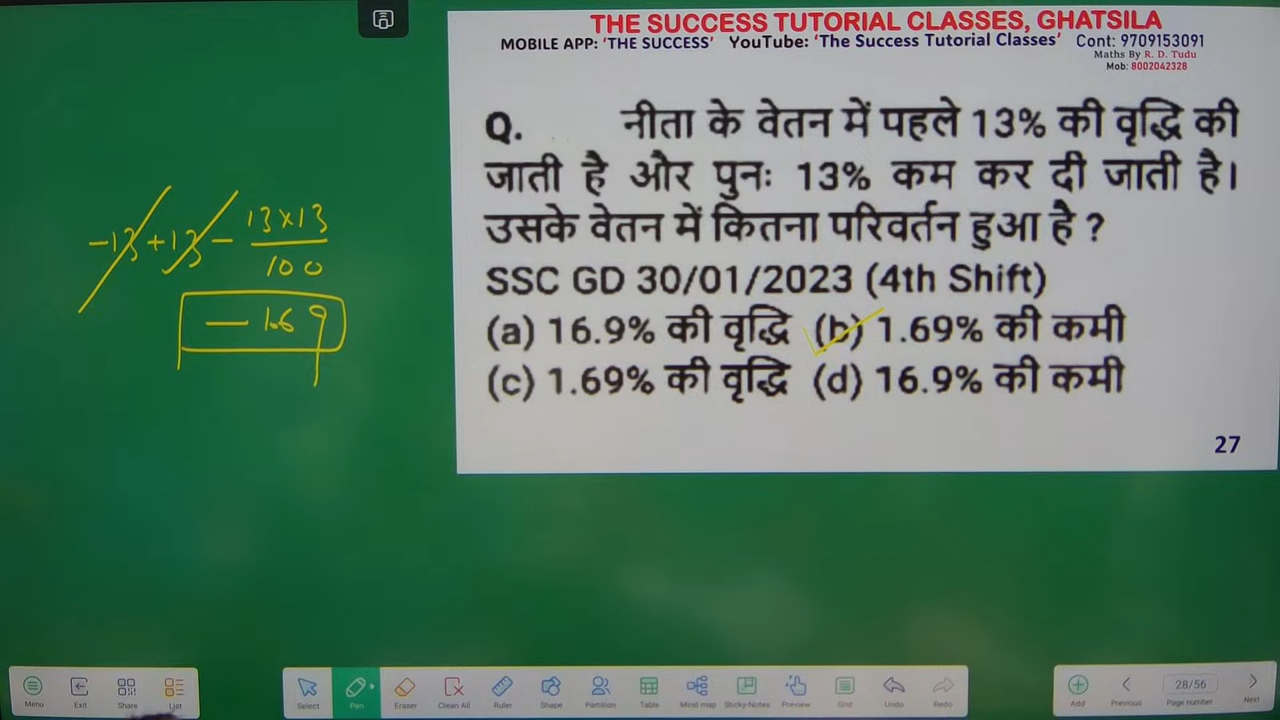 THE SUCCESS TUTORIAL CLASSES, GHATSILA
MOBILE APP: 'THE SUCCESS' YouTube: 'The Success Tutorial Classes' Cont: 9709153091
Maths By R. D. Tudu
Mob: 8002042328
Q. नीता के वेतन में पहले 13% की वृद्धि की
जाती है और पुनः 13% कम कर दी जाती है।
उसके वेतन में कितना परिवर्तन हुआ है ?
SSC GD 30/01/2023 (4th Shift)
(a) 16.9% की वृद्धि (b) 1.69% की कमी
(c) 1.69% की वृद्धि (d) 16.9% की कमी
27
-13 +13 - 13×13
100
- 1.69
Menu Exit Share List Select Pen Eraser Clean All Ruler Shape Partition Table Mind map Sticky-Notes Preview Grid Undo Redo Add Previous 28/56 Page number Next